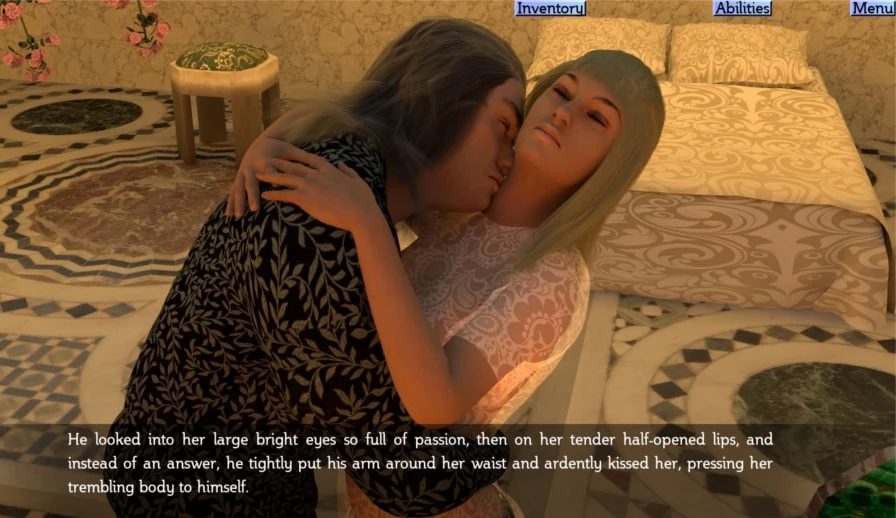 Inventory
Abilities
Menu
He looked into her large bright eyes so full of passion, then on her tender half-opened lips, and
instead of an answer, he tightly put his arm around her waist and ardently kissed her, pressing her
trembling body to himself.